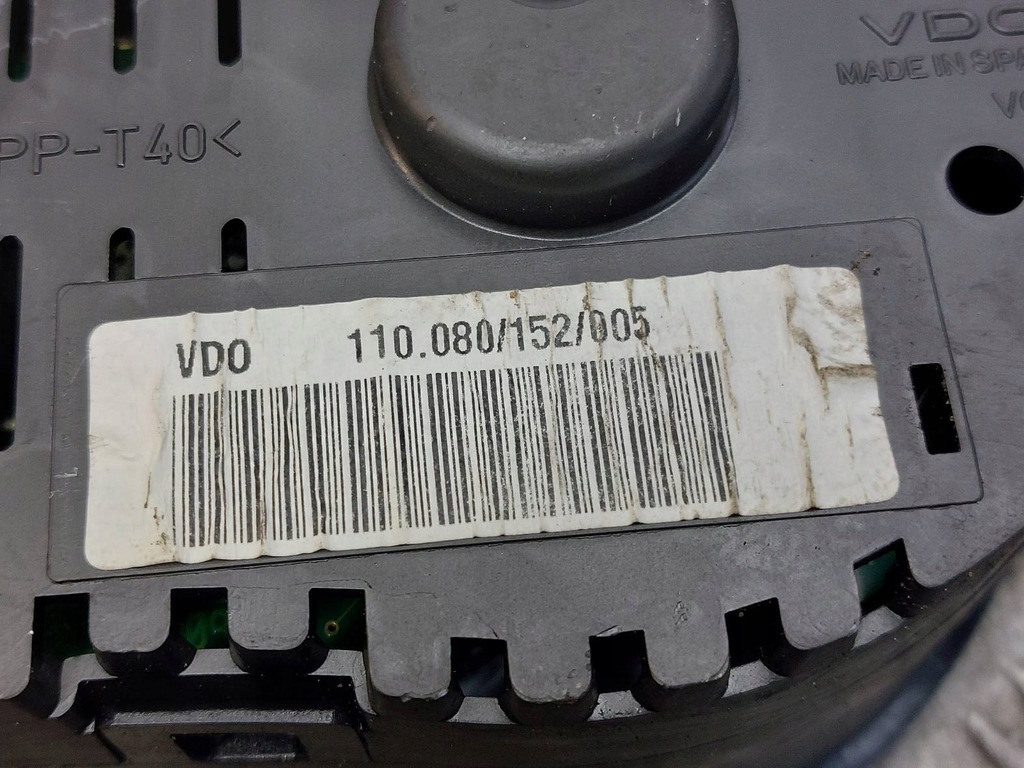 VDO
MADE IN SPA
PP-T40<
VDO 110.080/152/005